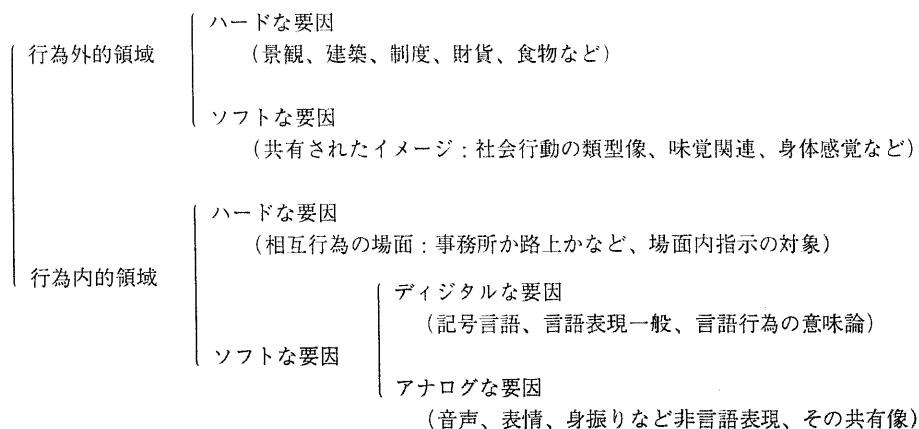 ハードな要因
行為外的領域
（景観、建築、制度、財貨、食物など）
ソフトな要因
（共有されたイメージ：社会行動の類型像、味覚関連、身体感覚など）
ハードな要因
（相互行為の場面：事務所か路上かなど、場面内指示の対象）
行為内的領域
ディジタルな要因
（記号言語、言語表現一般、言語行為の意味論）
ソフトな要因
アナログな要因
（音声、表情、身振りなど非言語表現、その共有像）